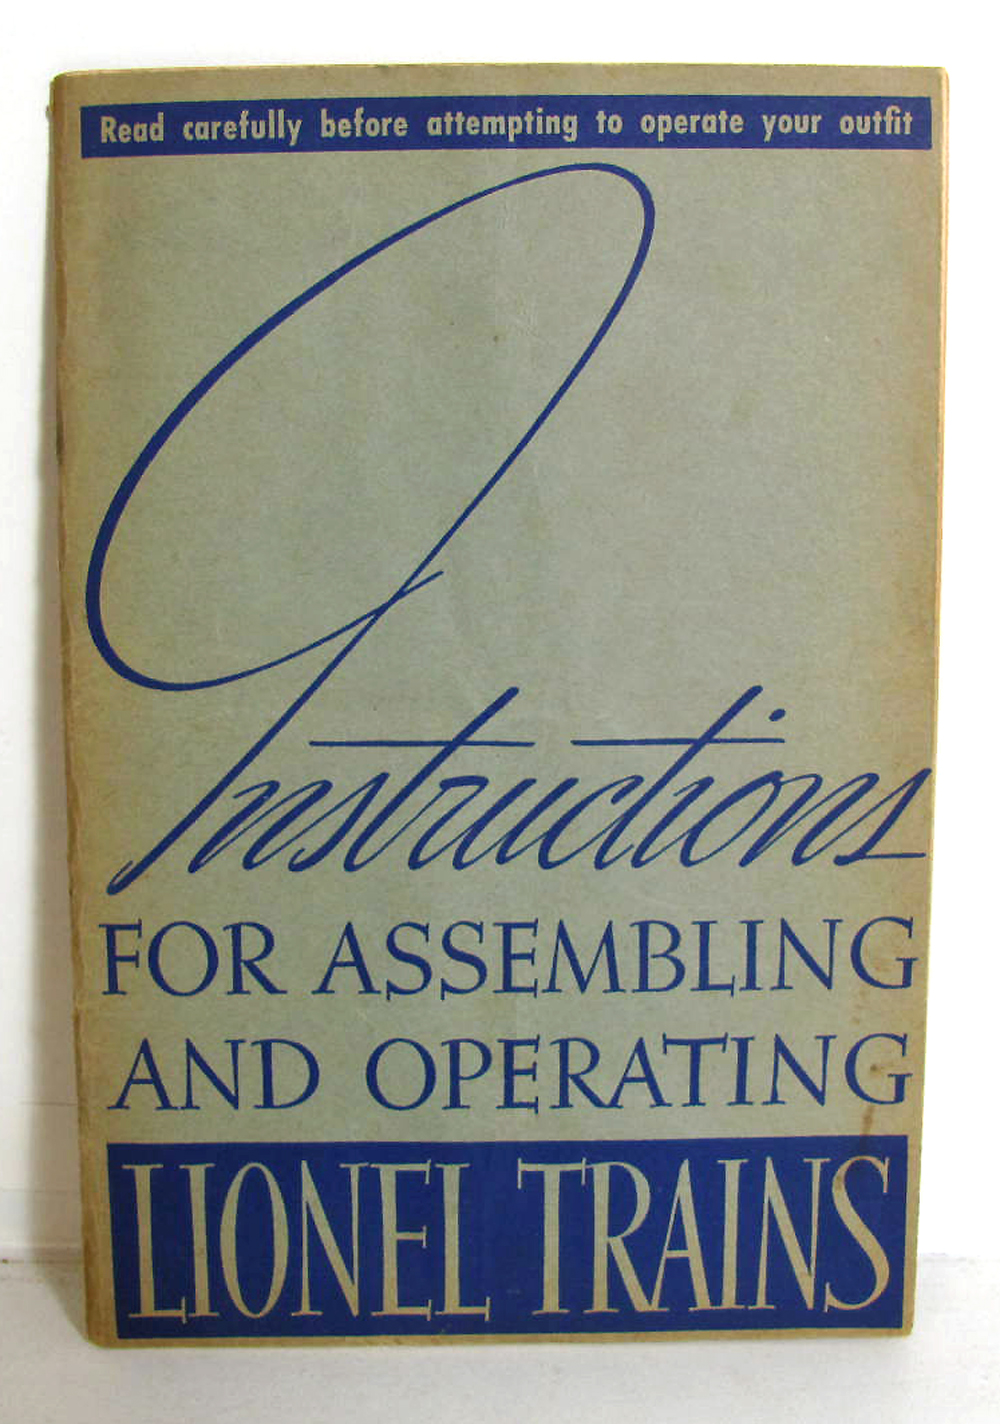 Read carefully before attempting to operate your outfit
Instructions
FOR ASSEMBLING
AND OPERATING
LIONEL TRAINS